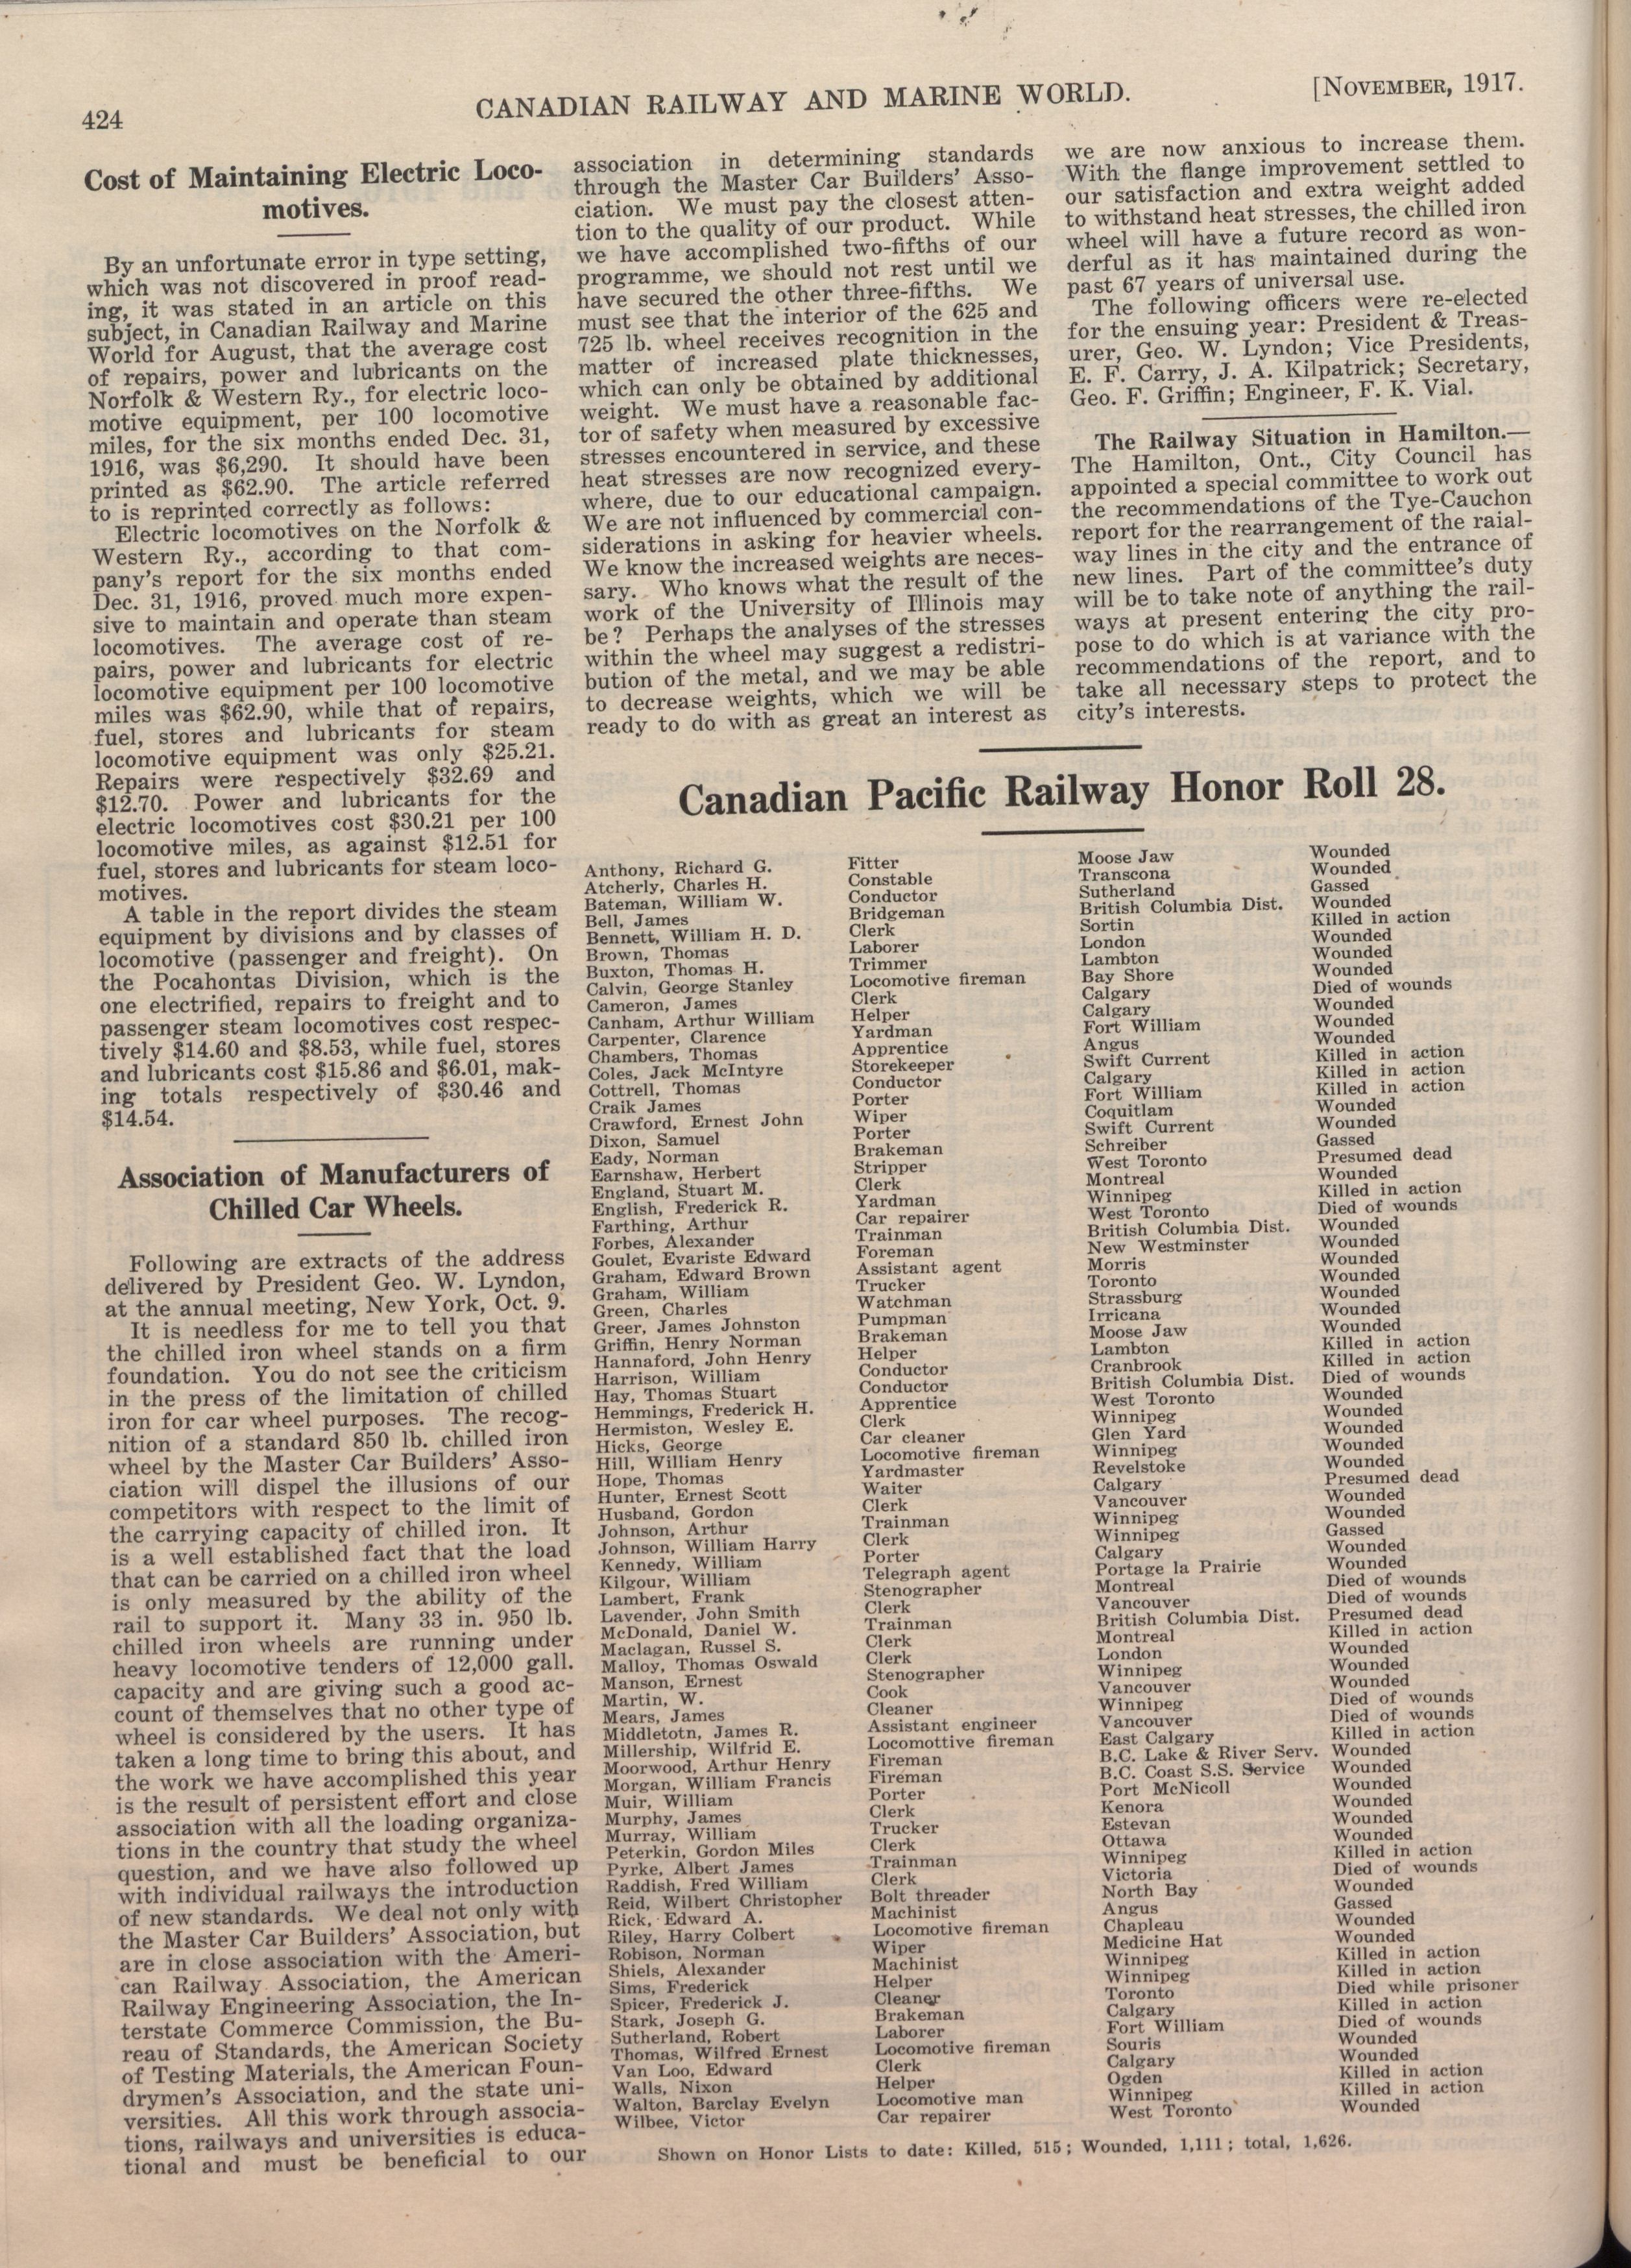 424
CANADIAN RAILWAY AND MARINE WORLD.
[NOVEMBER, 1917.
Cost of Maintaining Electric Loco-
motives.
By an unfortunate error in type setting,
which was not discovered in proof read-
ing, it was stated in an article on this
subject, in Canadian Railway and Marine
World for August, that the average cost
of repairs, power and lubricants on the
Norfolk & Western Ry., for electric loco-
motive equipment, per 100 locomotive
miles, for the six months ended Dec. 31,
1916, was $6,290. It should have been
printed as $62.90. The article referred
to is reprinted correctly as follows:
Electric locomotives on the Norfolk &
Western Ry., according to that com-
pany's report for the six months ended
Dec. 31, 1916, proved much more expen-
sive to maintain and operate than steam
locomotives. The average cost of re-
pairs, power and lubricants for electric
locomotive equipment per 100 locomotive
miles was $62.90, while that of repairs,
fuel, stores and lubricants for steam
locomotive equipment was only $25.21.
Repairs were respectively $32.69 and
$12.70. Power and lubricants for the
electric locomotives cost $30.21 per 100
locomotive miles, as against $12.51 for
fuel, stores and lubricants for steam loco-
motives.
A table in the report divides the steam
equipment by divisions and by classes of
locomotive (passenger and freight). On
the Pocahontas Division, which is the
one electrified, repairs to freight and to
passenger steam locomotives cost respec-
tively $14.60 and $8.53, while fuel, stores
and lubricants cost $15.86 and $6.01, mak-
ing totals respectively of $30.46 and
$14.54.
Association of Manufacturers of
Chilled Car Wheels.
Following are extracts of the address
delivered by President Geo. W. Lyndon,
at the annual meeting, New York, Oct. 9.
It is needless for me to tell you that
the chilled iron wheel stands on a firm
foundation. You do not see the criticism
in the press of the limitation of chilled
iron for car wheel purposes. The recog-
nition of a standard 850 lb. chilled iron
wheel by the Master Car Builders' Asso-
ciation will dispel the illusions of our
competitors with respect to the limit of
the carrying capacity of chilled iron. It
is a well established fact that the load
that can be carried on a chilled iron wheel
is only measured by the ability of the
rail to support it. Many 33 in. 950 lb.
chilled iron wheels are running under
heavy locomotive tenders of 12,000 gall.
capacity and are giving such a good ac-
count of themselves that no other type of
wheel is considered by the users. It has
taken a long time to bring this about, and
the work we have accomplished this year
is the result of persistent effort and close
association with all the loading organiza-
tions in the country that study the wheel
question, and we have also followed up
with individual railways the introduction
of new standards. We deal not only with
the Master Car Builders' Association, but
are in close association with the Ameri-
can Railway Association, the American
Railway Engineering Association, the In-
terstate Commerce Commission, the Bu-
reau of Standards, the American Society
of Testing Materials, the American Foun-
drymen's Association, and the state uni-
versities. All this work through associa-
tions, railways and universities is educa-
tional and must be beneficial to our
association in determining standards
through the Master Car Builders' Asso-
ciation. We must pay the closest atten-
tion to the quality of our product. While
we have accomplished two-fifths of our
programme, we should not rest until we
have secured the other three-fifths. We
must see that the interior of the 625 and
725 lb. wheel receives recognition in the
matter of increased plate thicknesses,
which can only be obtained by additional
weight. We must have a reasonable fac-
tor of safety when measured by excessive
stresses encountered in service, and these
heat stresses are now recognized every-
where, due to our educational campaign.
We are not influenced by commercial con-
siderations in asking for heavier wheels.
We know the increased weights are neces-
sary. Who knows what the result of the
work of the University of Illinois may
be? Perhaps the analyses of the stresses
within the wheel may suggest a redistri-
bution of the metal, and we may be able
to decrease weights, which we will be
ready to do with as great an interest as
we are now anxious to increase them.
With the flange improvement settled to
our satisfaction and extra weight added
to withstand heat stresses, the chilled iron
wheel will have a future record as won-
derful as it has maintained during the
past 67 years of universal use.
The following officers were re-elected
for the ensuing year: President & Treas-
urer, Geo. W. Lyndon; Vice Presidents,
E. F. Carry, J. A. Kilpatrick; Secretary,
Geo. F. Griffin; Engineer, F. K. Vial.
The Railway Situation in Hamilton.—
The Hamilton, Ont., City Council has
appointed a special committee to work out
the recommendations of the Tye-Cauchon
report for the rearrangement of the raial-
way lines in the city and the entrance of
new lines. Part of the committee's duty
will be to take note of anything the rail-
ways at present entering the city pro-
pose to do which is at variance with the
recommendations of the report, and to
take all necessary steps to protect the
city's interests.
Canadian Pacific Railway Honor Roll 28.
Anthony, Richard G. Fitter Moose Jaw Wounded
Atcherly, Charles H. Constable Transcona Wounded
Bateman, William W. Conductor Sutherland Gassed
Bell, James Bridgeman British Columbia Dist. Wounded
Bennett, William H. D. Clerk Sortin Killed in action
Brown, Thomas Laborer London Wounded
Buxton, Thomas H. Trimmer Lambton Wounded
Calvin, George Stanley Locomotive fireman Bay Shore Wounded
Cameron, James Clerk Calgary Died of wounds
Canham, Arthur William Helper Calgary Wounded
Carpenter, Clarence Yardman Fort William Wounded
Chambers, Thomas Apprentice Angus Wounded
Coles, Jack McIntyre Storekeeper Swift Current Killed in action
Cottrell, Thomas Conductor Calgary Killed in action
Craik James Porter Fort William Killed in action
Crawford, Ernest John Wiper Coquitlam Wounded
Dixon, Samuel Porter Swift Current Wounded
Eady, Norman Brakeman Schreiber Gassed
Earnshaw, Herbert Stripper West Toronto Presumed dead
England, Stuart M. Clerk Montreal Wounded
English, Frederick R. Yardman Winnipeg Killed in action
Farthing, Arthur Car repairer West Toronto Died of wounds
Forbes, Alexander Trainman British Columbia Dist. Wounded
Goulet, Evariste Edward Foreman New Westminster Wounded
Graham, Edward Brown Assistant agent Morris Wounded
Graham, William Trucker Toronto Wounded
Green, Charles Watchman Strassburg Wounded
Greer, James Johnston Pumpman Irricana Wounded
Griffin, Henry Norman Brakeman Moose Jaw Wounded
Hannaford, John Henry Helper Lambton Killed in action
Harrison, William Conductor Cranbrook Killed in action
Hay, Thomas Stuart Conductor British Columbia Dist. Died of wounds
Hemmings, Frederick H. Apprentice West Toronto Wounded
Hermiston, Wesley E. Clerk Winnipeg Wounded
Hicks, George Car cleaner Glen Yard Wounded
Hill, William Henry Locomotive fireman Winnipeg Wounded
Hope, Thomas Yardmaster Revelstoke Wounded
Hunter, Ernest Scott Waiter Calgary Presumed dead
Husband, Gordon Clerk Vancouver Wounded
Johnson, Arthur Trainman Winnipeg Wounded
Johnson, William Harry Clerk Winnipeg Gassed
Kennedy, William Porter Calgary Wounded
Kilgour, William Telegraph agent Portage la Prairie Wounded
Lambert, Frank Stenographer Montreal Died of wounds
Lavender, John Smith Clerk Vancouver Died of wounds
McDonald, Daniel W. Trainman British Columbia Dist. Presumed dead
Maclagan, Russel S. Clerk Montreal Killed in action
Malloy, Thomas Oswald Clerk London Wounded
Manson, Ernest Stenographer Winnipeg Wounded
Martin, W. Cook Vancouver Wounded
Mears, James Cleaner Winnipeg Died of wounds
Middletotn, James R. Assistant engineer Vancouver Died of wounds
Millership, Wilfrid E. Locomottive fireman East Calgary Killed in action
Moorwood, Arthur Henry Fireman B.C. Lake & River Serv. Wounded
Morgan, William Francis Fireman B.C. Coast S.S. Service Wounded
Muir, William Porter Port McNicoll Wounded
Murphy, James Clerk Kenora Wounded
Murray, William Trucker Estevan Wounded
Peterkin, Gordon Miles Clerk Ottawa Wounded
Pyrke, Albert James Trainman Winnipeg Killed in action
Raddish, Fred William Clerk Victoria Died of wounds
Reid, Wilbert Christopher Bolt threader North Bay Wounded
Rick, Edward A. Machinist Angus Gassed
Riley, Harry Colbert Locomotive fireman Chapleau Wounded
Robison, Norman Wiper Medicine Hat Wounded
Shiels, Alexander Machinist Winnipeg Killed in action
Sims, Frederick Helper Winnipeg Killed in action
Spicer, Frederick J. Cleaner Toronto Died while prisoner
Stark, Joseph G. Brakeman Calgary Killed in action
Sutherland, Robert Laborer Fort William Died of wounds
Thomas, Wilfred Ernest Locomotive fireman Souris Wounded
Van Loo, Edward Clerk Calgary Wounded
Walls, Nixon Helper Ogden Killed in action
Walton, Barclay Evelyn Locomotive man Winnipeg Killed in action
Wilbee, Victor Car repairer West Toronto Wounded
Shown on Honor Lists to date: Killed, 515; Wounded, 1,111; total, 1,626.